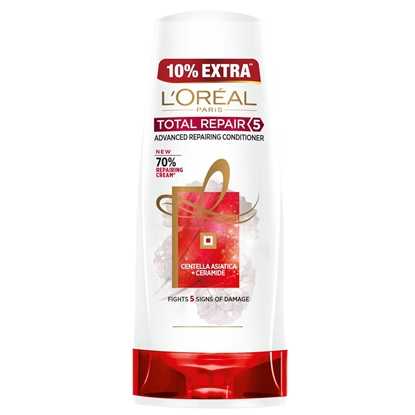 10% EXTRA**
L'ORÉAL
PARIS
TOTAL REPAIR 5
ADVANCED REPAIRING CONDITIONER
NEW
70%
REPAIRING
CREAM*
CENTELLA ASIATICA
+ CERAMIDE
FIGHTS 5 SIGNS OF DAMAGE